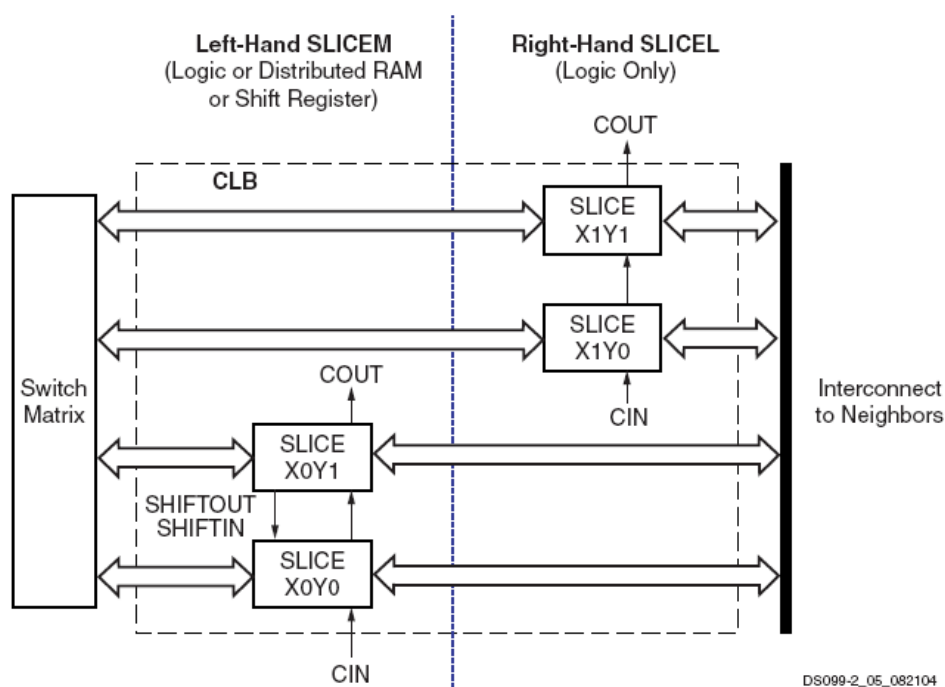 Left-Hand SLICEM
(Logic or Distributed RAM
or Shift Register)
Right-Hand SLICEL
(Logic Only)
COUT
CLB
SLICE
X1Y1
SLICE
X1Y0
COUT
CIN
Switch
Matrix
Interconnect
to Neighbors
SLICE
X0Y1
SHIFTOUT
SHIFTIN
SLICE
X0Y0
CIN
DS099-2_05_082104